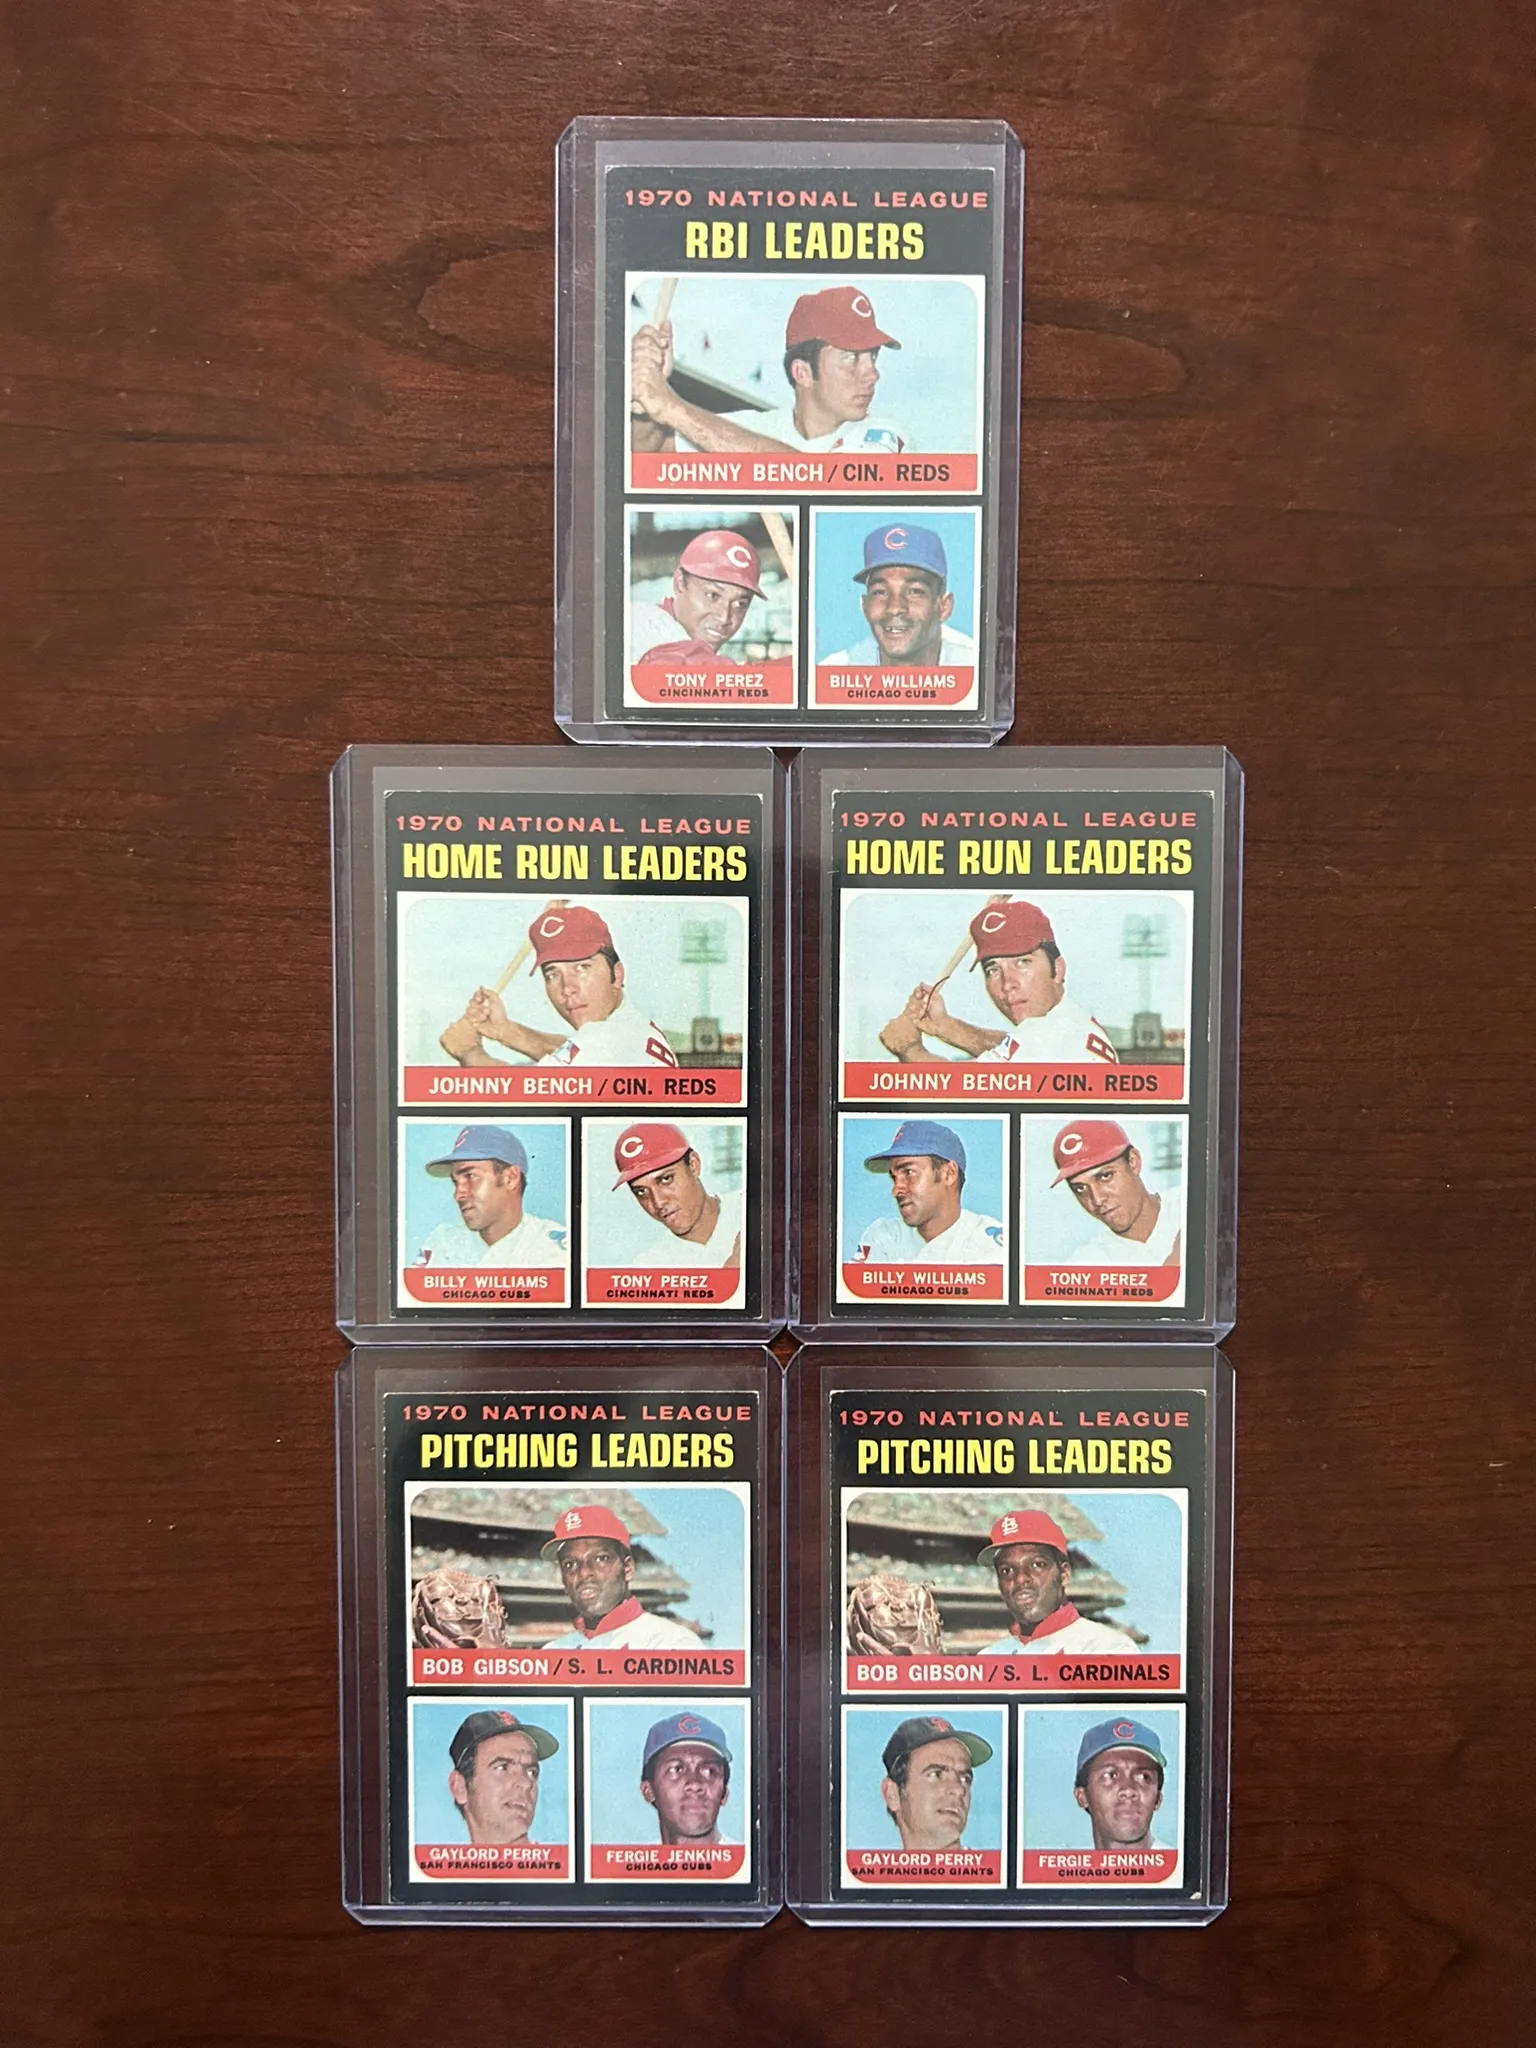 1970 NATIONAL LEAGUE
RBI LEADERS
JOHNNY BENCH / CIN. REDS
TONY PEREZ
CINCINNATI REDS
BILLY WILLIAMS
CHICAGO CUBS
1970 NATIONAL LEAGUE
HOME RUN LEADERS
JOHNNY BENCH / CIN. REDS
BILLY WILLIAMS
CHICAGO CUBS
TONY PEREZ
CINCINNATI REDS
1970 NATIONAL LEAGUE
HOME RUN LEADERS
JOHNNY BENCH / CIN. REDS
BILLY WILLIAMS
CHICAGO CUBS
TONY PEREZ
CINCINNATI REDS
1970 NATIONAL LEAGUE
PITCHING LEADERS
BOB GIBSON / S. L. CARDINALS
GAYLORD PERRY
SAN FRANCISCO GIANTS
FERGIE JENKINS
CHICAGO CUBS
1970 NATIONAL LEAGUE
PITCHING LEADERS
BOB GIBSON / S. L. CARDINALS
GAYLORD PERRY
SAN FRANCISCO GIANTS
FERGIE JENKINS
CHICAGO CUBS